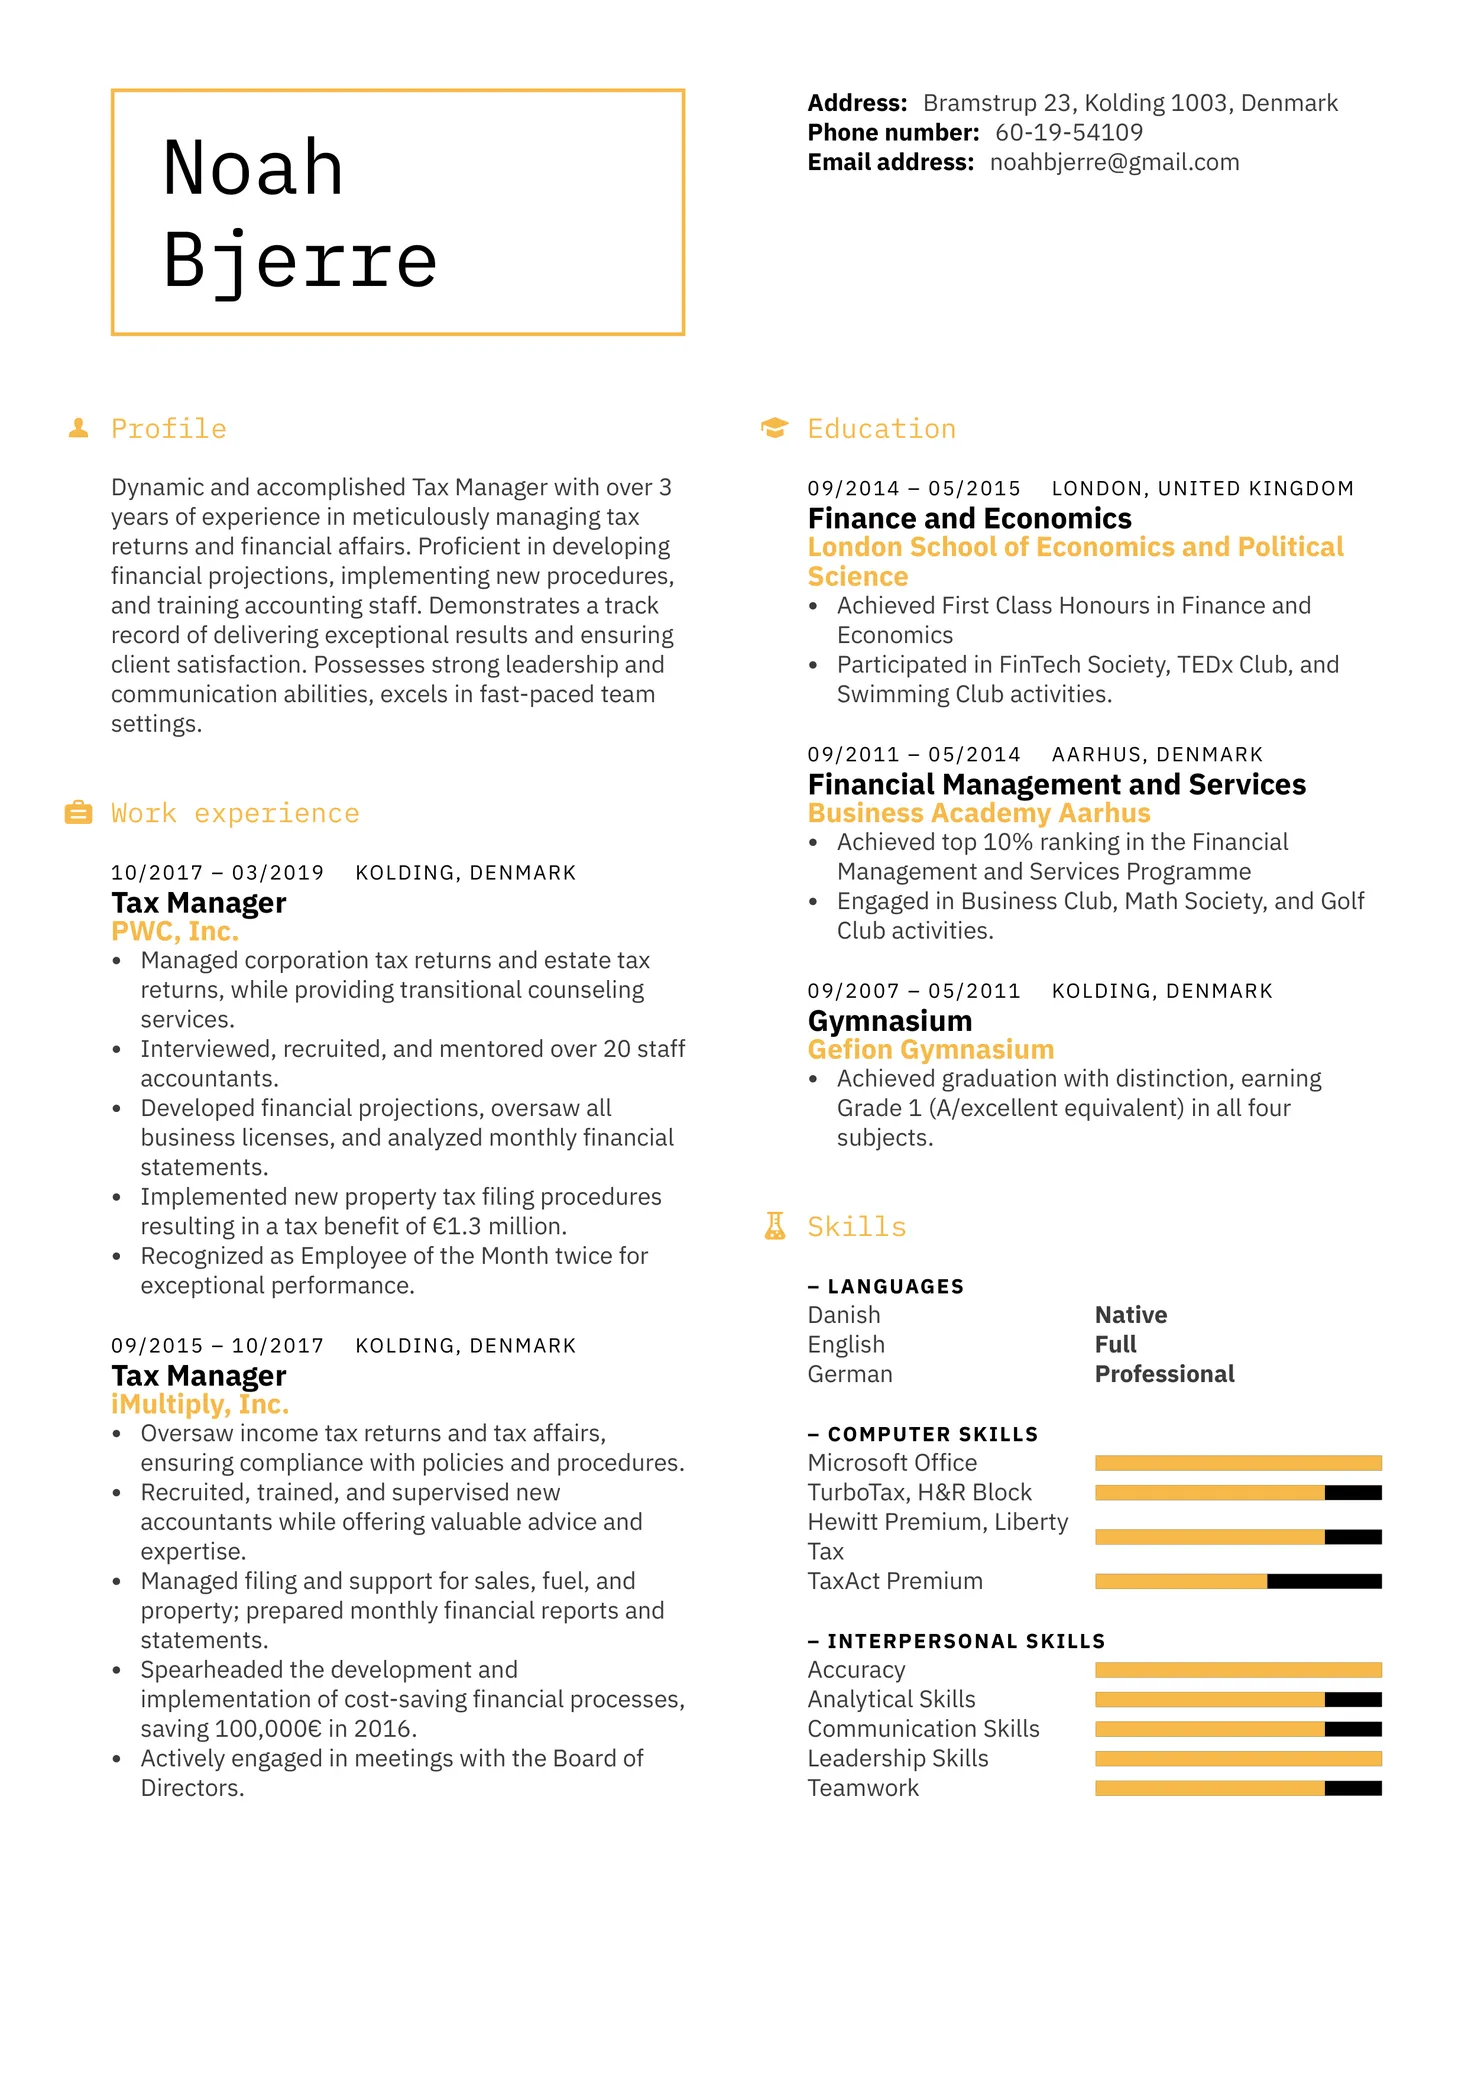 Noah
Bjerre
Address: Bramstrup 23, Kolding 1003, Denmark
Phone number: 60-19-54109
Email address: noahbjerre@gmail.com
Profile
Dynamic and accomplished Tax Manager with over 3
years of experience in meticulously managing tax
returns and financial affairs. Proficient in developing
financial projections, implementing new procedures,
and training accounting staff. Demonstrates a track
record of delivering exceptional results and ensuring
client satisfaction. Possesses strong leadership and
communication abilities, excels in fast-paced team
settings.
Work experience
10/2017 – 03/2019 KOLDING, DENMARK
Tax Manager
PWC, Inc.
• Managed corporation tax returns and estate tax
returns, while providing transitional counseling
services.
• Interviewed, recruited, and mentored over 20 staff
accountants.
• Developed financial projections, oversaw all
business licenses, and analyzed monthly financial
statements.
• Implemented new property tax filing procedures
resulting in a tax benefit of €1.3 million.
• Recognized as Employee of the Month twice for
exceptional performance.
09/2015 – 10/2017 KOLDING, DENMARK
Tax Manager
iMultiply, Inc.
• Oversaw income tax returns and tax affairs,
ensuring compliance with policies and procedures.
• Recruited, trained, and supervised new
accountants while offering valuable advice and
expertise.
• Managed filing and support for sales, fuel, and
property; prepared monthly financial reports and
statements.
• Spearheaded the development and
implementation of cost-saving financial processes,
saving 100,000€ in 2016.
• Actively engaged in meetings with the Board of
Directors.
Education
09/2014 – 05/2015 LONDON, UNITED KINGDOM
Finance and Economics
London School of Economics and Political
Science
• Achieved First Class Honours in Finance and
Economics
• Participated in FinTech Society, TEDx Club, and
Swimming Club activities.
09/2011 – 05/2014 AARHUS, DENMARK
Financial Management and Services
Business Academy Aarhus
• Achieved top 10% ranking in the Financial
Management and Services Programme
• Engaged in Business Club, Math Society, and Golf
Club activities.
09/2007 – 05/2011 KOLDING, DENMARK
Gymnasium
Gefion Gymnasium
• Achieved graduation with distinction, earning
Grade 1 (A/excellent equivalent) in all four
subjects.
Skills
– LANGUAGES
Danish Native
English Full
German Professional
– COMPUTER SKILLS
Microsoft Office
TurboTax, H&R Block
Hewitt Premium, Liberty
Tax
TaxAct Premium
– INTERPERSONAL SKILLS
Accuracy
Analytical Skills
Communication Skills
Leadership Skills
Teamwork